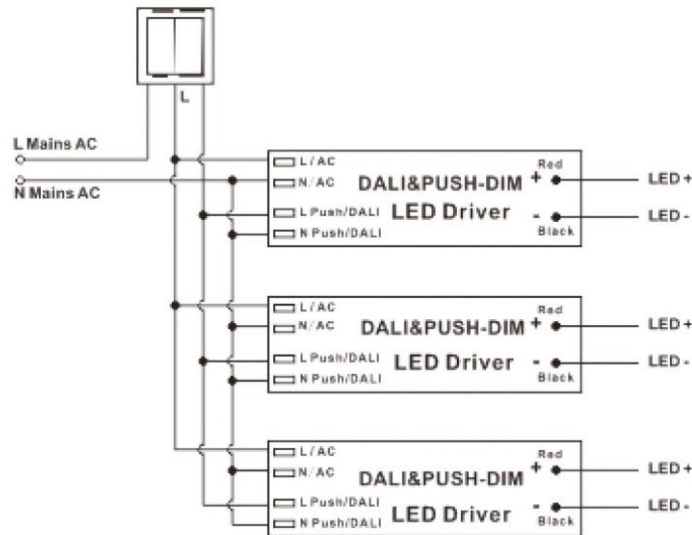 L
L Mains AC
N Mains AC
L/AC
N/AC
L Push/DALI
N Push/DALI
DALI&PUSH-DIM
LED Driver
Red
+
-
Black
LED +
LED -
L/AC
N/AC
L Push/DALI
N Push/DALI
DALI&PUSH-DIM
LED Driver
Red
+
-
Black
LED +
LED -
L/AC
N/AC
L Push/DALI
N Push/DALI
DALI&PUSH-DIM
LED Driver
Red
+
-
Black
LED +
LED -